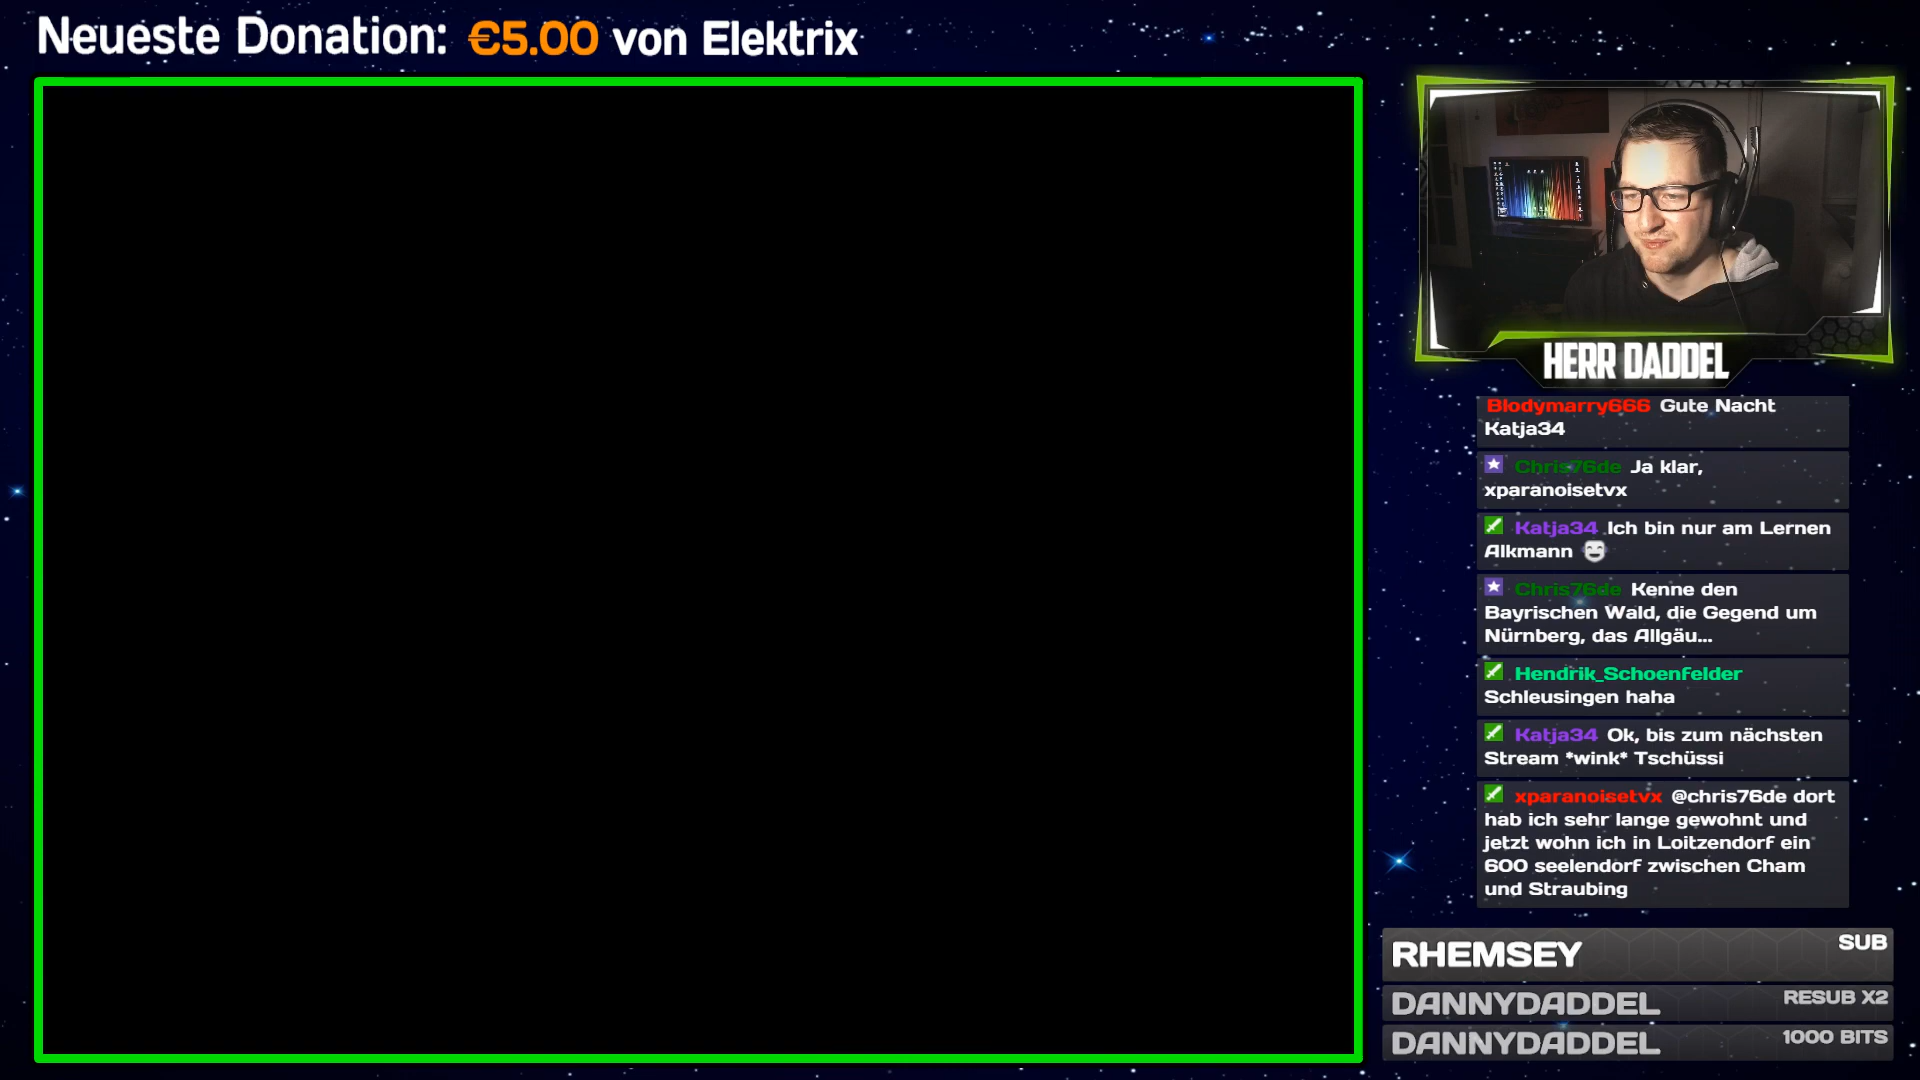 Neueste Donation: €5.00 von Elektrix
HERR DADDEL
Blodymarry666 Gute Nacht
Katja34
Chris76de Ja klar,
xparanoisetvx
Katja34 Ich bin nur am Lernen
Alkmann
Chris76de Kenne den
Bayrischen Wald, die Gegend um
Nürnberg, das Allgäu...
Hendrik_Schoenfelder
Schleusingen haha
Katja34 Ok, bis zum nächsten
Stream *wink* Tschüssi
xparanoisetvx @chris76de dort
hab ich sehr lange gewohnt und
jetzt wohn ich in Loitzendorf ein
600 seelendorf zwischen Cham
und Straubing
RHEMSEY SUB
DANNYDADDEL RESUB X2
DANNYDADDEL 1000 BITS